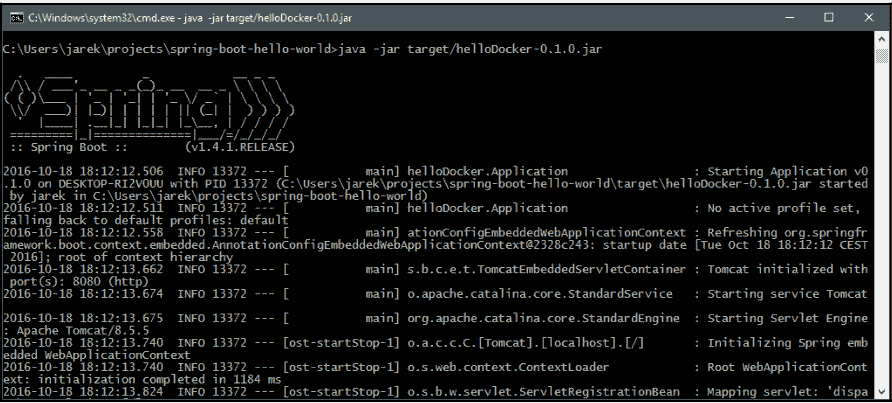 C:\Windows\system32\cmd.exe - java -jar target/helloDocker-0.1.0.jar
C:\Users\jarek\projects\spring-boot-hello-world>java -jar target/helloDocker-0.1.0.jar
  .   ____          _            __ _ _
 /\\ / ___'_ __ _ _(_)_ __  __ _ \ \ \ \
( ( )\___ | '_ | '_| | '_ \/ _` | \ \ \ \
 \\/  ___)| |_)| | | | | || (_| |  ) ) ) )
  '  |____| .__|_| |_|_| |_\__, | / / / /
 =========|_|==============|___/=/_/_/_/
 :: Spring Boot ::        (v1.4.1.RELEASE)
2016-10-18 18:12:12.506  INFO 13372 --- [           main] helloDocker.Application                  : Starting Application v0
.1.0 on DESKTOP-RI2VOUU with PID 13372 (C:\Users\jarek\projects\spring-boot-hello-world\target\helloDocker-0.1.0.jar started
 by jarek in C:\Users\jarek\projects\spring-boot-hello-world)
2016-10-18 18:12:12.511  INFO 13372 --- [           main] helloDocker.Application                  : No active profile set,
falling back to default profiles: default
2016-10-18 18:12:12.558  INFO 13372 --- [           main] ationConfigEmbeddedWebApplicationContext : Refreshing org.springfr
amework.boot.context.embedded.AnnotationConfigEmbeddedWebApplicationContext@2328c243: startup date [Tue Oct 18 18:12:12 CEST
 2016]; root of context hierarchy
2016-10-18 18:12:13.662  INFO 13372 --- [           main] s.b.c.e.t.TomcatEmbeddedServletContainer : Tomcat initialized with
 port(s): 8080 (http)
2016-10-18 18:12:13.674  INFO 13372 --- [           main] o.apache.catalina.core.StandardService   : Starting service Tomcat
2016-10-18 18:12:13.675  INFO 13372 --- [           main] org.apache.catalina.core.StandardEngine  : Starting Servlet Engine
: Apache Tomcat/8.5.5
2016-10-18 18:12:13.740  INFO 13372 --- [ost-startStop-1] o.a.c.c.C.[Tomcat].[localhost].[/]       : Initializing Spring emb
edded WebApplicationContext
2016-10-18 18:12:13.740  INFO 13372 --- [ost-startStop-1] o.s.web.context.ContextLoader            : Root WebApplicationCont
ext: initialization completed in 1184 ms
2016-10-18 18:12:13.824  INFO 13372 --- [ost-startStop-1] o.s.b.w.servlet.ServletRegistrationBean  : Mapping servlet: 'dispa